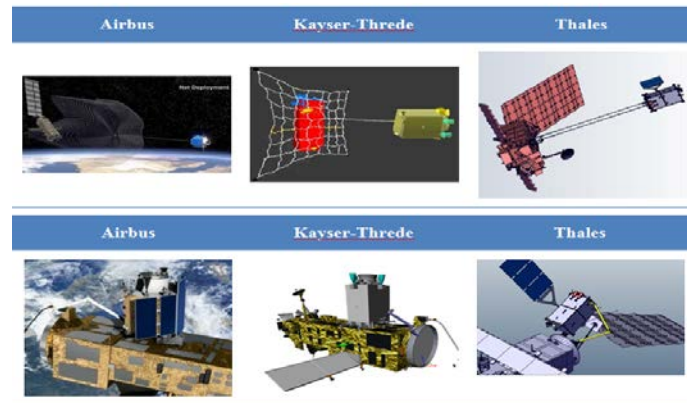 Airbus
Kayser-Threde
Thales
Net Deployment
Airbus
Kayser-Threde
Thales